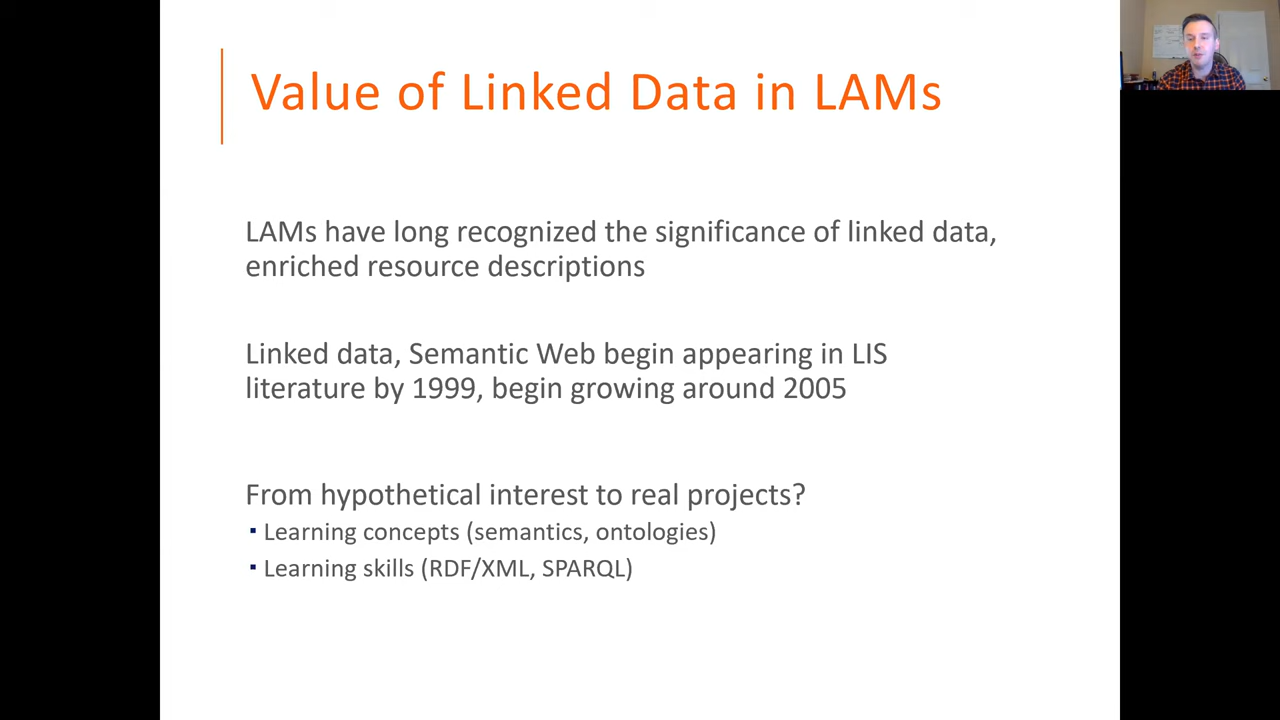 Value of Linked Data in LAMs
LAMs have long recognized the significance of linked data,
enriched resource descriptions
Linked data, Semantic Web begin appearing in LIS
literature by 1999, begin growing around 2005
From hypothetical interest to real projects?
▪ Learning concepts (semantics, ontologies)
▪ Learning skills (RDF/XML, SPARQL)